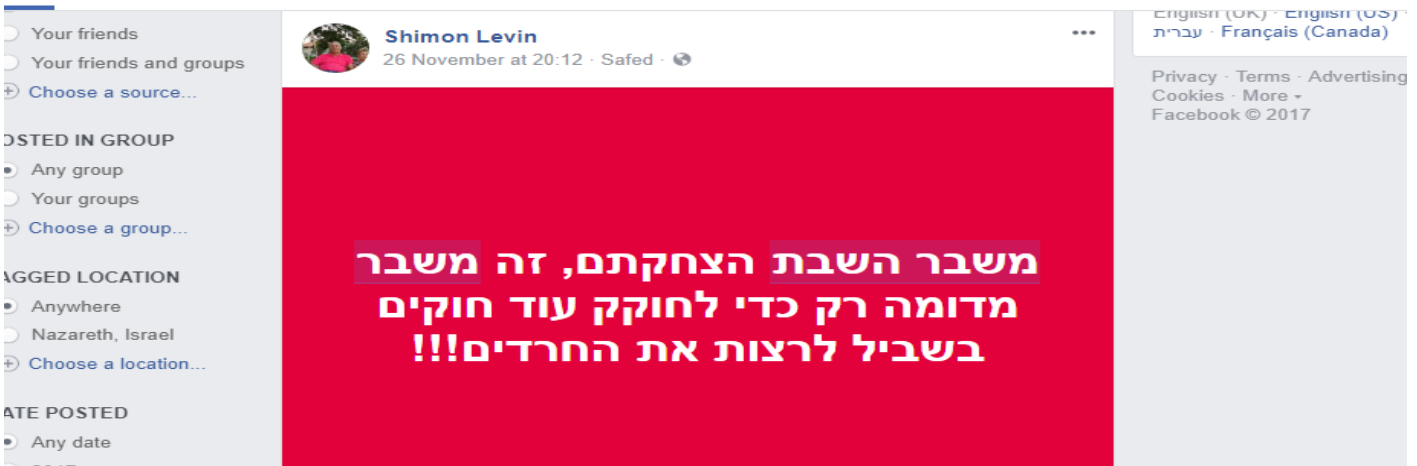 Your friends
Your friends and groups
Choose a source...
OSTED IN GROUP
Any group
Your groups
Choose a group...
AGGED LOCATION
Anywhere
Nazareth, Israel
Choose a location...
ATE POSTED
Any date
Shimon Levin
26 November at 20:12 · Safed ·
משבר השבת הצחקתם, זה משבר
מדומה רק כדי לחוקק עוד חוקים
בשביל לרצות את החרדים!!!
English (UK) · English (US) ·
עברית · Français (Canada)
Privacy · Terms · Advertising
Cookies · More
Facebook © 2017